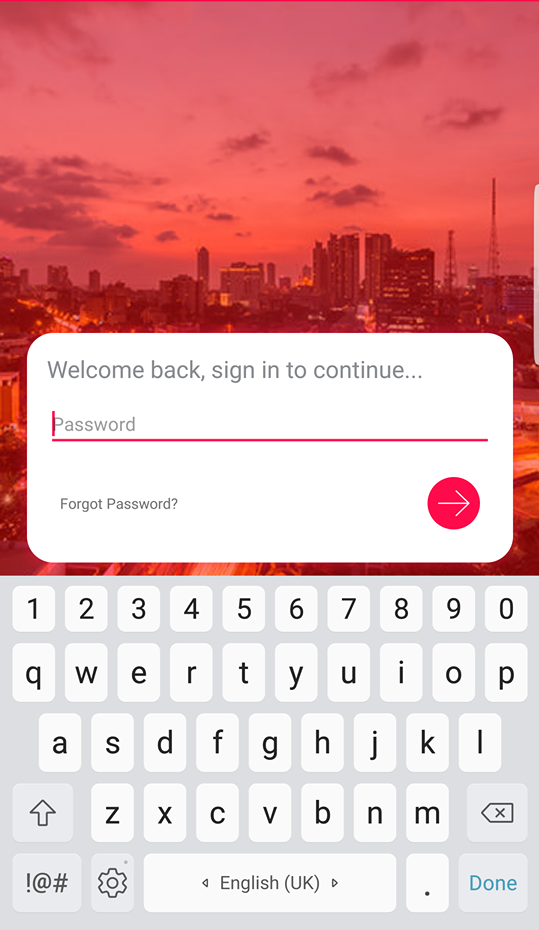 Welcome back, sign in to continue...
Password
Forgot Password?
1 2 3 4 5 6 7 8 9 0
q w e r t y u i o p
a s d f g h j k l
z x c v b n m
!@# English (UK) . Done